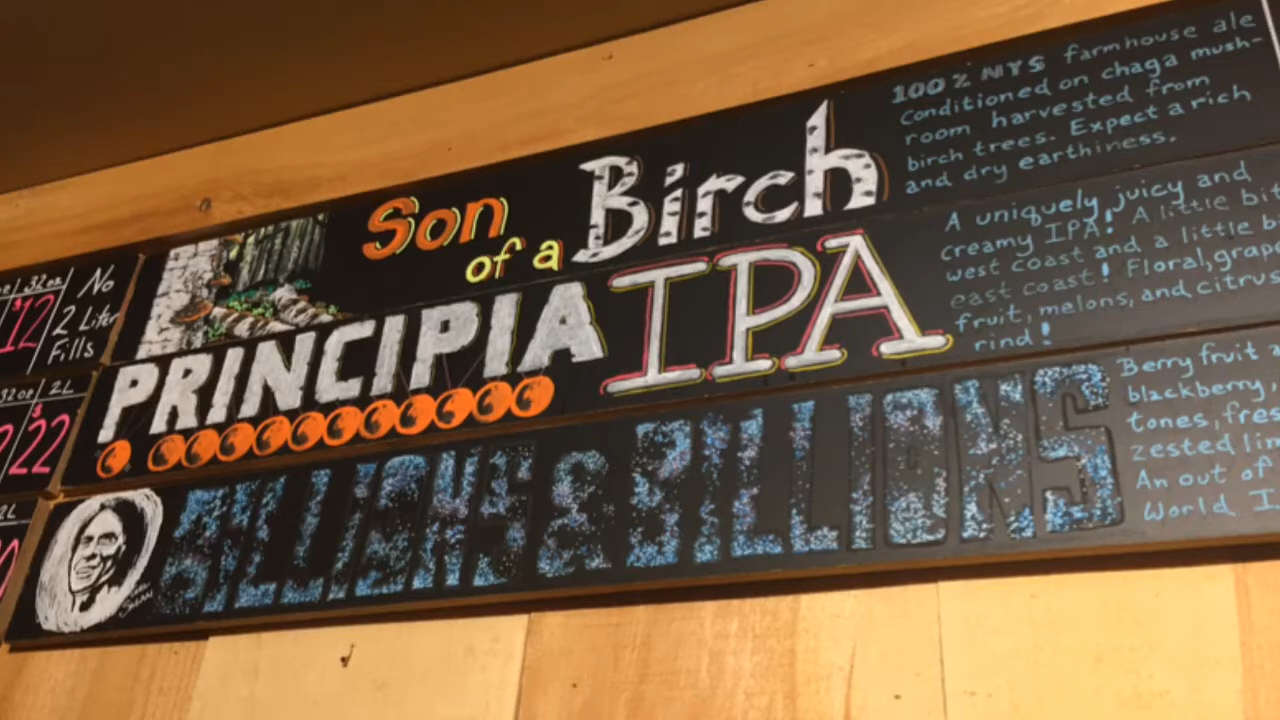 32oz
$12
No
2 Liter
Fills
Son
of a
Birch
100% NYS farmhouse ale
conditioned on chaga mush-
room harvested from
birch trees. Expect a rich
and dry earthiness.
32oz 2L
$22
PRINCIPIA IPA
A uniquely juicy and
creamy IPA! A little bit
west coast and a little b
east coast! Floral, grape
fruit, melons, and citrus
rind!
2L
BILLIONS & BILLIONS
Berry fruit
blackberry,
tones, fres
zested lim
An out of
World I